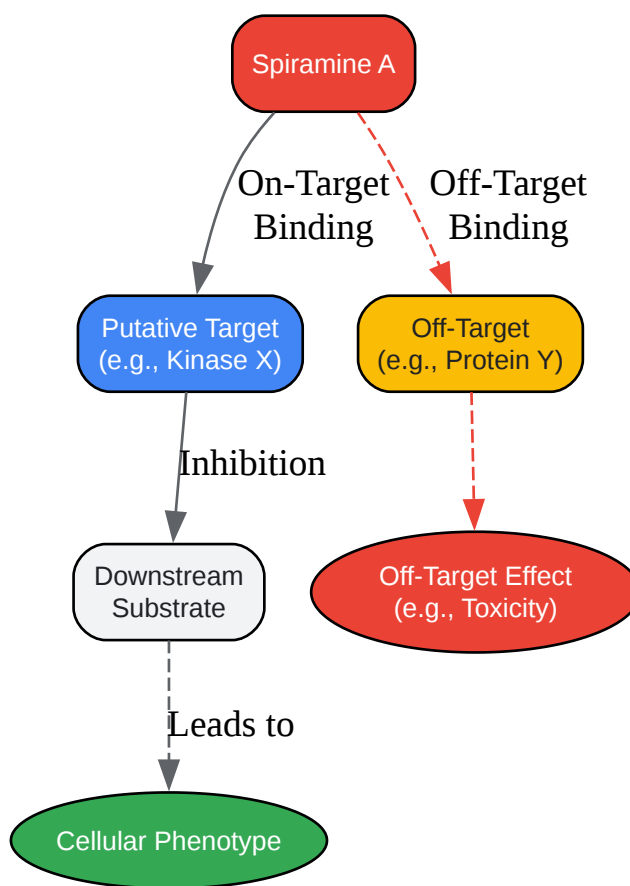 Spiramine A
On-Target
Binding
Off-Target
Binding
Putative Target
(e.g., Kinase X)
Off-Target
(e.g., Protein Y)
Inhibition
Downstream
Substrate
Off-Target Effect
(e.g., Toxicity)
Leads to
Cellular Phenotype